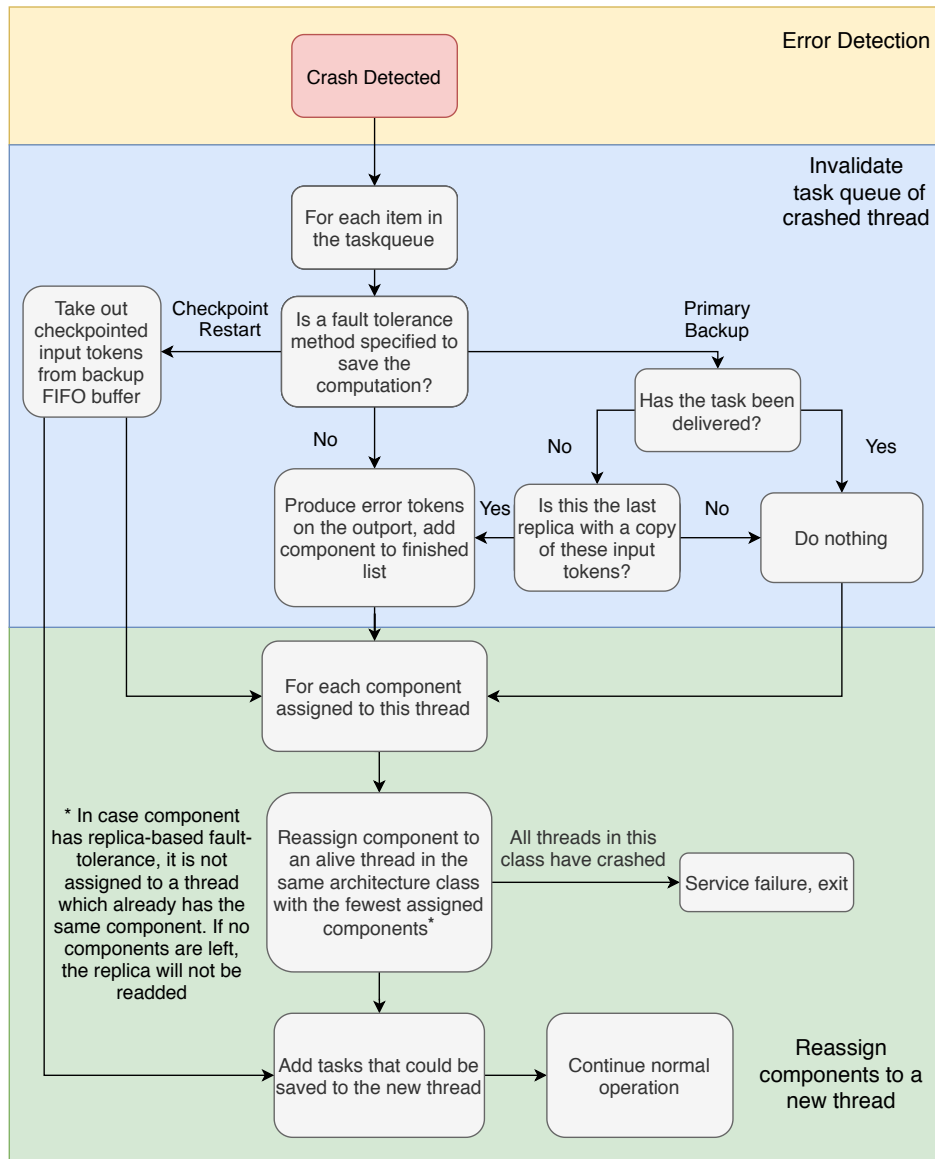 Error Detection
Crash Detected
Invalidate
task queue of
crashed thread
For each item in
the taskqueue
Take out
checkpointed
input tokens
from backup
FIFO buffer
Checkpoint
Restart
Is a fault tolerance
method specified to
save the
computation?
Primary
Backup
Has the task been
delivered?
No
No
Yes
Produce error tokens
on the outport, add
component to finished
list
Yes
Is this the last
replica with a copy
of these input
tokens?
No
Do nothing
For each component
assigned to this thread
* In case component
has replica-based fault-
tolerance, it is not
assigned to a thread
which already has the
same component. If no
components are left,
the replica will not be
readded
Reassign component to
an alive thread in the
same architecture class
with the fewest assigned
components*
All threads in this
class have crashed
Service failure, exit
Add tasks that could be
saved to the new thread
Continue normal
operation
Reassign
components to a
new thread